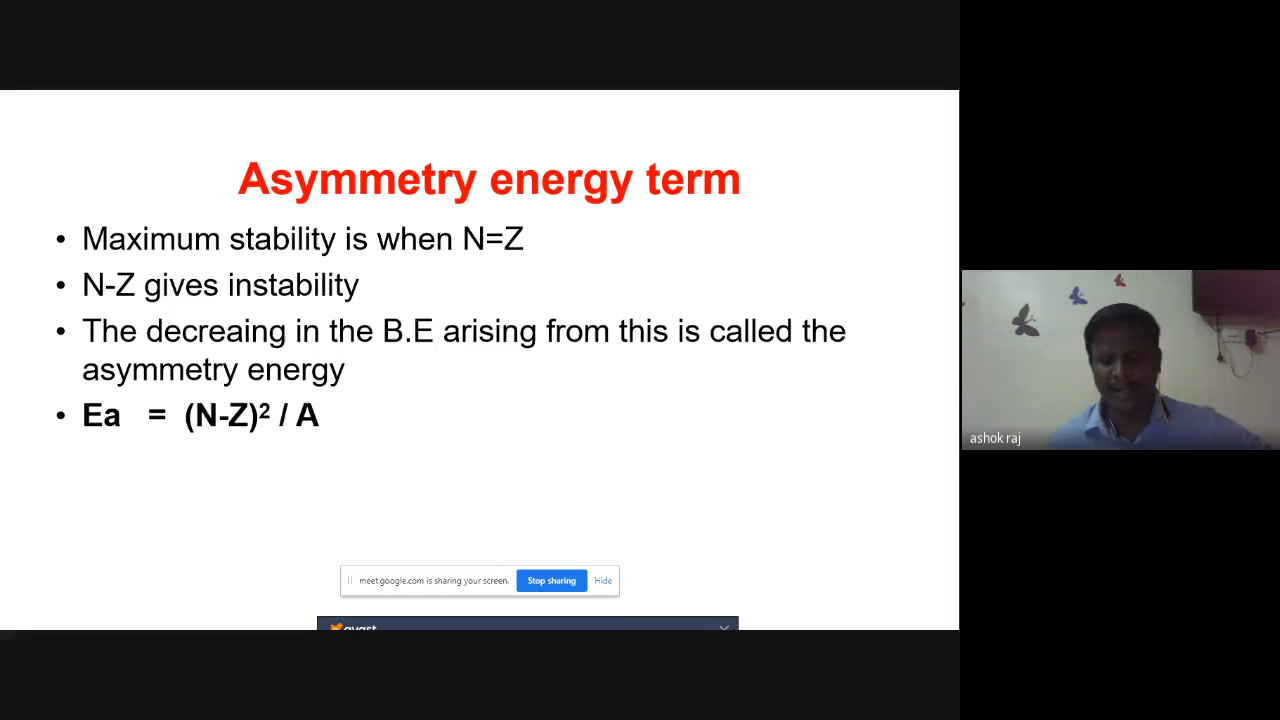 Asymmetry energy term
• Maximum stability is when N=Z
• N-Z gives instability
• The decreaing in the B.E arising from this is called the
asymmetry energy
• Ea = (N-Z)² / A
ashok raj
meet.google.com is sharing your screen. Stop sharing Hide
avast